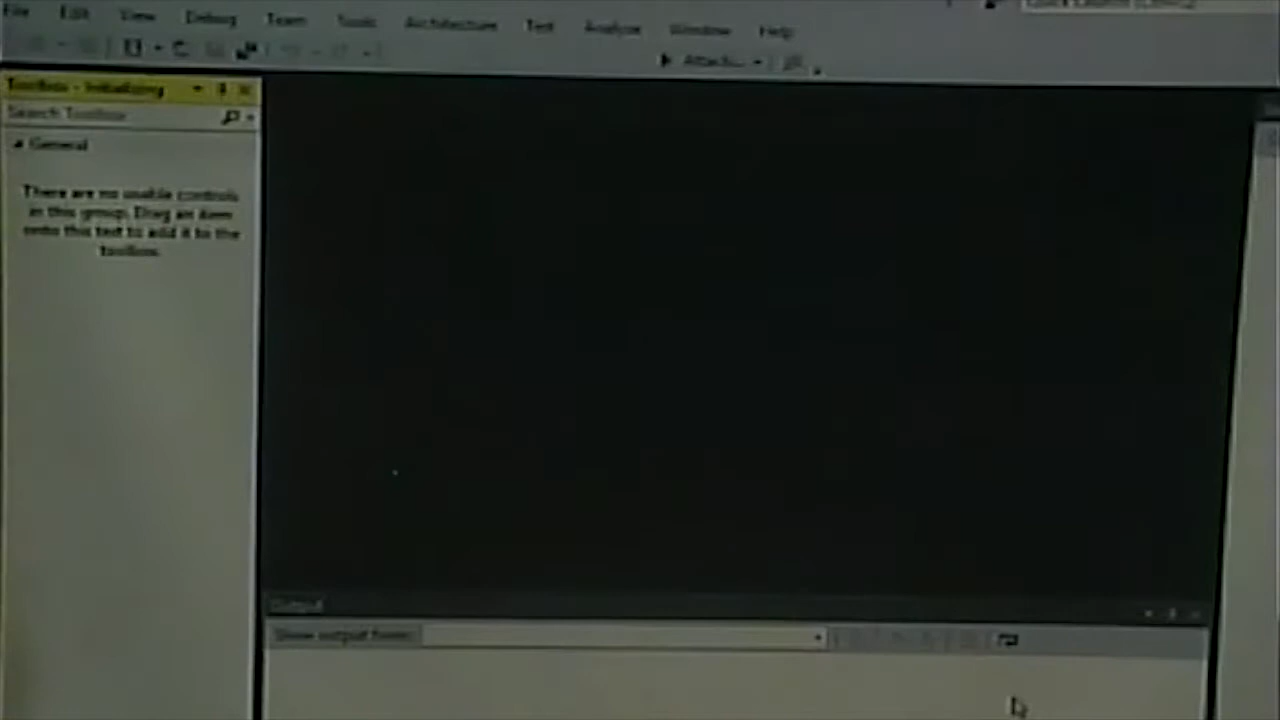 File Edit View Debug Team Tools Architecture Test Analyze Window Help
Attach...
Toolbox - Initializing
Search Toolbox
General
There are no usable controls
in this group. Drag an item
onto this text to add it to the
toolbox.
Output
Show output from: